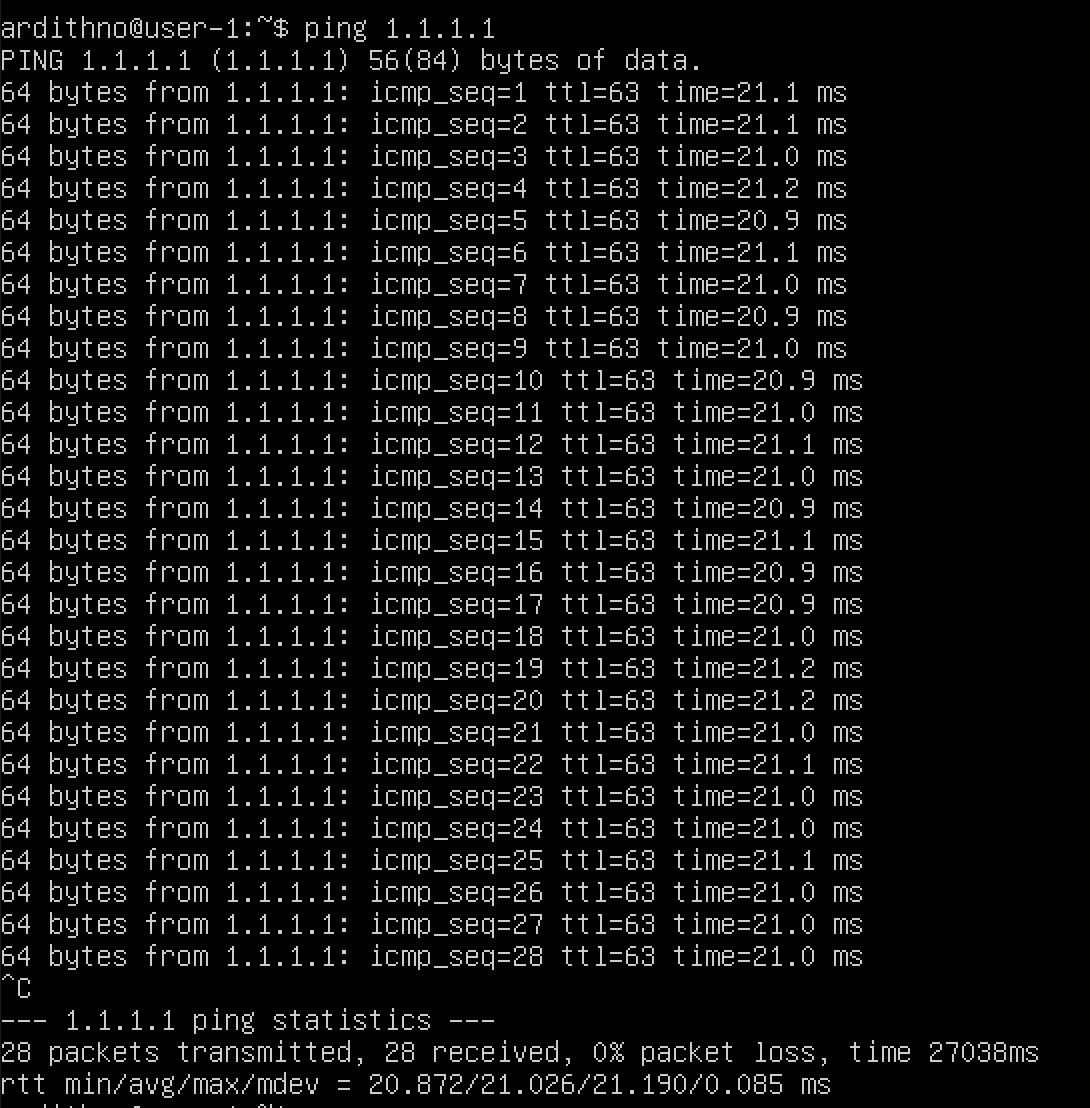 ardithno@user-1:~$ ping 1.1.1.1
PING 1.1.1.1 (1.1.1.1) 56(84) bytes of data.
64 bytes from 1.1.1.1: icmp_seq=1 ttl=63 time=21.1 ms
64 bytes from 1.1.1.1: icmp_seq=2 ttl=63 time=21.1 ms
64 bytes from 1.1.1.1: icmp_seq=3 ttl=63 time=21.0 ms
64 bytes from 1.1.1.1: icmp_seq=4 ttl=63 time=21.2 ms
64 bytes from 1.1.1.1: icmp_seq=5 ttl=63 time=20.9 ms
64 bytes from 1.1.1.1: icmp_seq=6 ttl=63 time=21.1 ms
64 bytes from 1.1.1.1: icmp_seq=7 ttl=63 time=21.0 ms
64 bytes from 1.1.1.1: icmp_seq=8 ttl=63 time=20.9 ms
64 bytes from 1.1.1.1: icmp_seq=9 ttl=63 time=21.0 ms
64 bytes from 1.1.1.1: icmp_seq=10 ttl=63 time=20.9 ms
64 bytes from 1.1.1.1: icmp_seq=11 ttl=63 time=21.0 ms
64 bytes from 1.1.1.1: icmp_seq=12 ttl=63 time=21.1 ms
64 bytes from 1.1.1.1: icmp_seq=13 ttl=63 time=21.0 ms
64 bytes from 1.1.1.1: icmp_seq=14 ttl=63 time=20.9 ms
64 bytes from 1.1.1.1: icmp_seq=15 ttl=63 time=21.1 ms
64 bytes from 1.1.1.1: icmp_seq=16 ttl=63 time=20.9 ms
64 bytes from 1.1.1.1: icmp_seq=17 ttl=63 time=20.9 ms
64 bytes from 1.1.1.1: icmp_seq=18 ttl=63 time=21.0 ms
64 bytes from 1.1.1.1: icmp_seq=19 ttl=63 time=21.2 ms
64 bytes from 1.1.1.1: icmp_seq=20 ttl=63 time=21.2 ms
64 bytes from 1.1.1.1: icmp_seq=21 ttl=63 time=21.0 ms
64 bytes from 1.1.1.1: icmp_seq=22 ttl=63 time=21.1 ms
64 bytes from 1.1.1.1: icmp_seq=23 ttl=63 time=21.0 ms
64 bytes from 1.1.1.1: icmp_seq=24 ttl=63 time=21.0 ms
64 bytes from 1.1.1.1: icmp_seq=25 ttl=63 time=21.1 ms
64 bytes from 1.1.1.1: icmp_seq=26 ttl=63 time=21.0 ms
64 bytes from 1.1.1.1: icmp_seq=27 ttl=63 time=21.0 ms
64 bytes from 1.1.1.1: icmp_seq=28 ttl=63 time=21.0 ms
^C
--- 1.1.1.1 ping statistics ---
28 packets transmitted, 28 received, 0% packet loss, time 27038ms
rtt min/avg/max/mdev = 20.872/21.026/21.190/0.085 ms